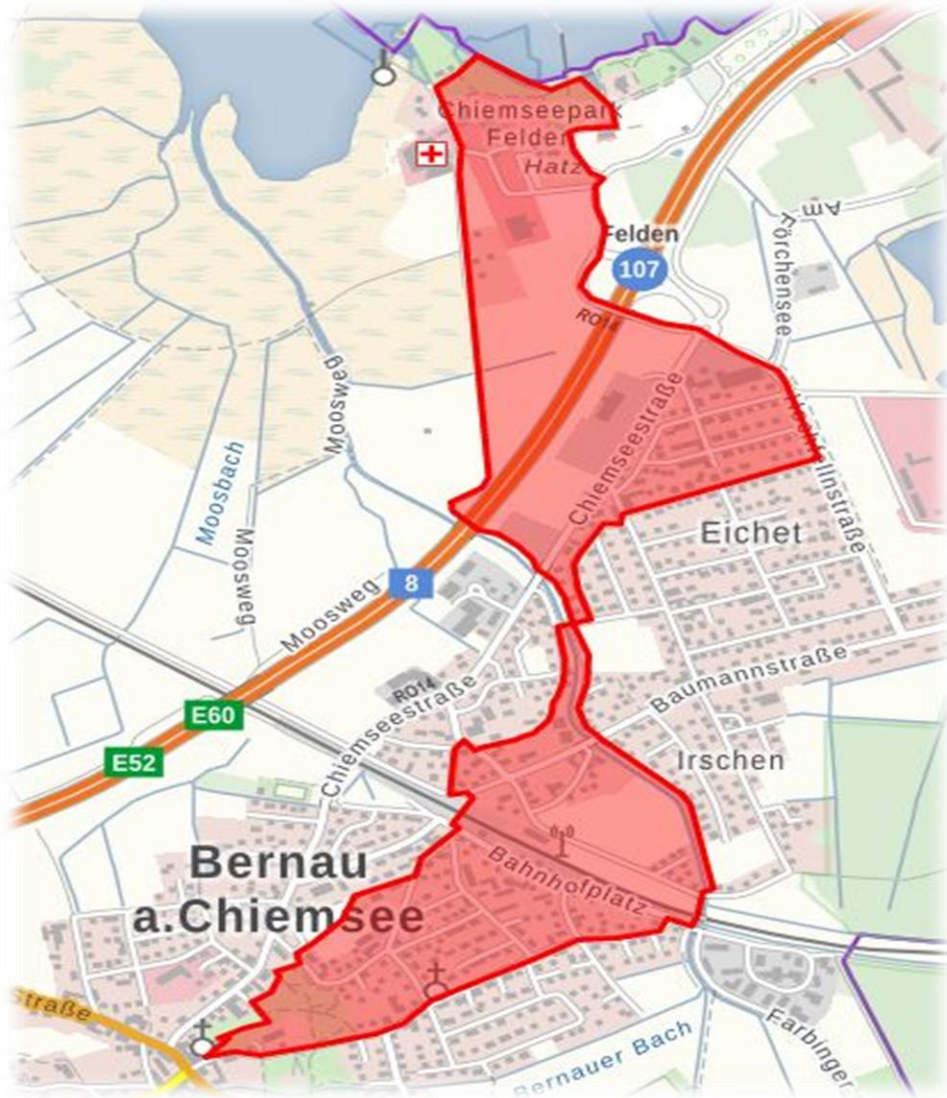 Chiemseepark
Felden
Hatz
Am
Förchensee
Felden
107
RO14
Moosweg
Chiemseestraße
Hochfellnstraße
Moosbach
Moosweg
Eichet
8
Moosweg
Baumannstraße
RO14
Chiemseestraße
E60
E52
Irschen
Bernau
a.Chiemsee
Bahnhofplatz
straße
Farbinger
Bernauer Bach